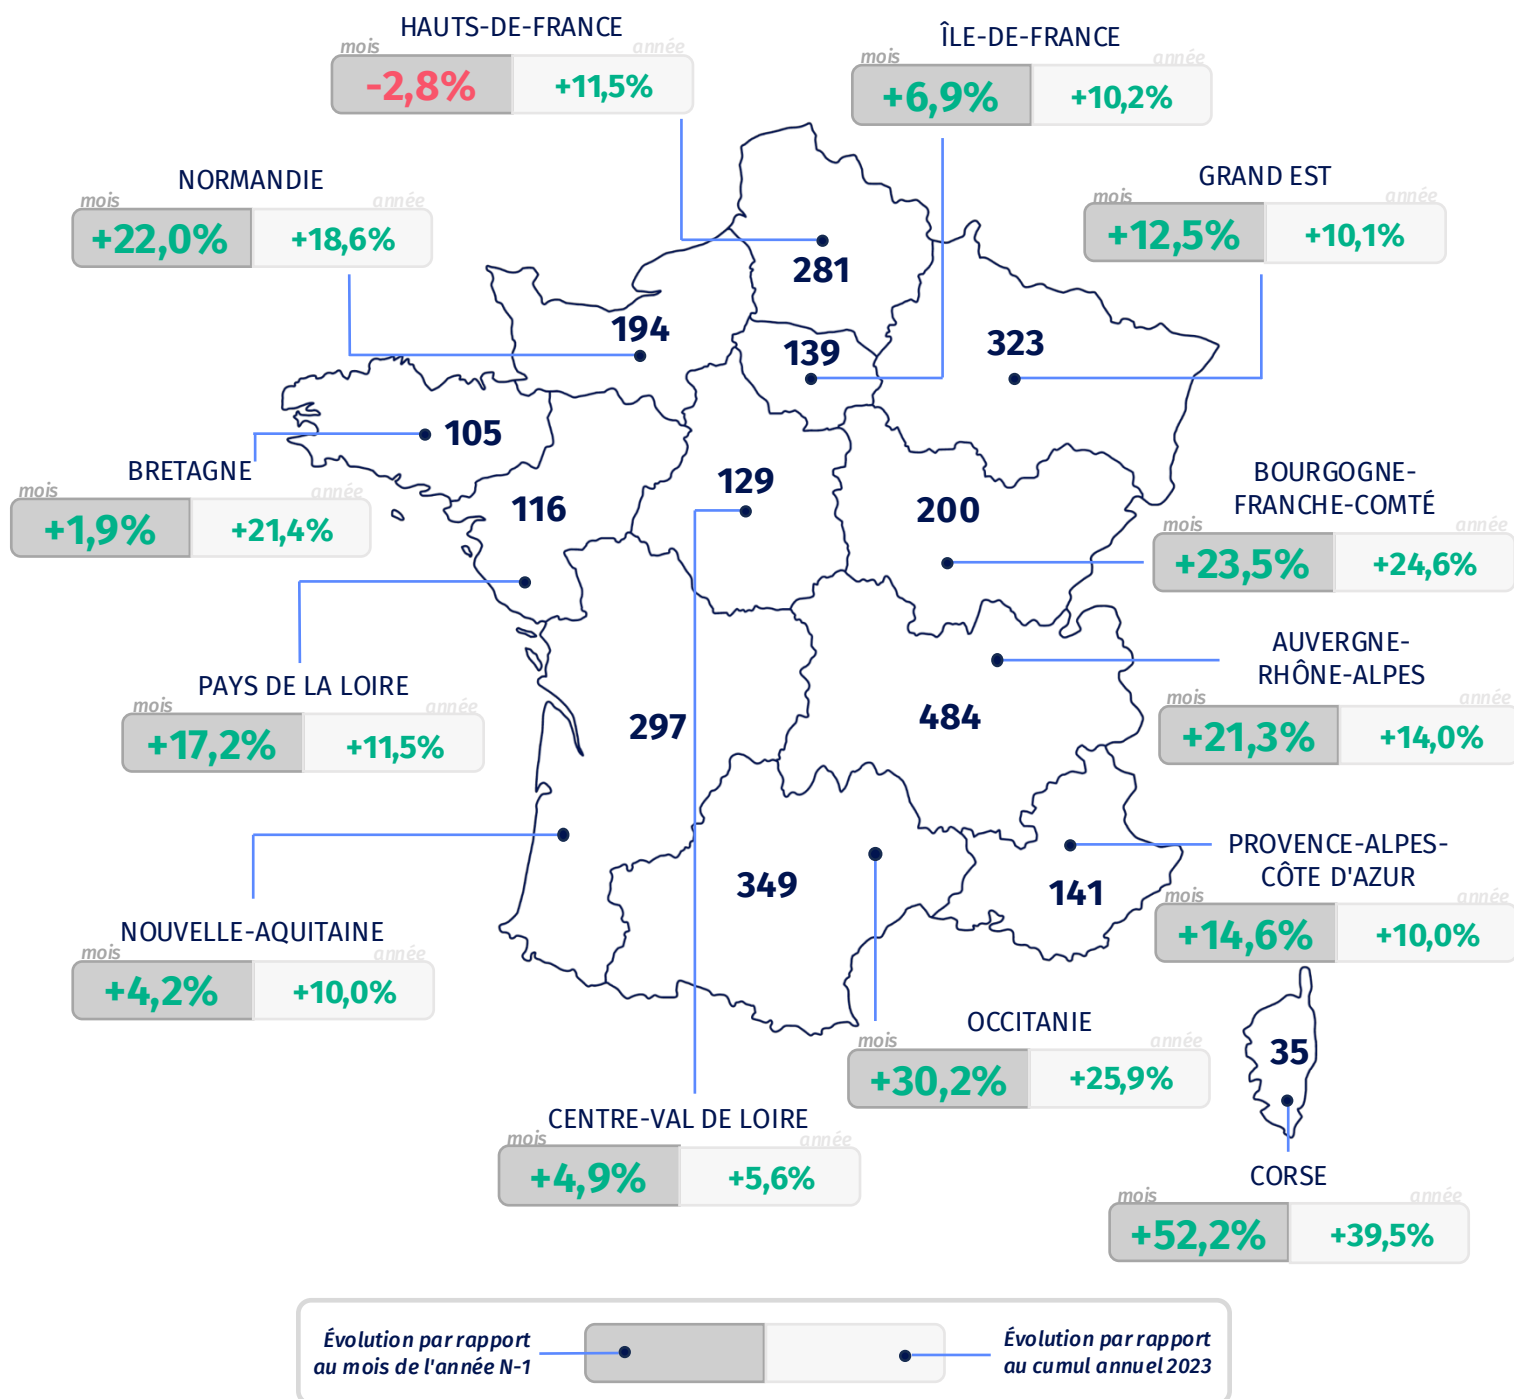 HAUTS-DE-FRANCE
mois année
-2,8% +11,5%
ÎLE-DE-FRANCE
mois année
+6,9% +10,2%
NORMANDIE
mois année
+22,0% +18,6%
GRAND EST
mois année
+12,5% +10,1%
281
194
139
323
105
BRETAGNE
mois année
+1,9% +21,4%
116
129
200
BOURGOGNE-
FRANCHE-COMTÉ
mois année
+23,5% +24,6%
AUVERGNE-
RHÔNE-ALPES
mois année
+21,3% +14,0%
PAYS DE LA LOIRE
mois année
+17,2% +11,5%
297
484
349
141
PROVENCE-ALPES-
CÔTE D'AZUR
mois année
+14,6% +10,0%
NOUVELLE-AQUITAINE
mois année
+4,2% +10,0%
OCCITANIE
mois année
+30,2% +25,9%
35
CENTRE-VAL DE LOIRE
mois année
+4,9% +5,6%
CORSE
mois année
+52,2% +39,5%
Évolution par rapport
au mois de l'année N-1
Évolution par rapport
au cumul annuel 2023